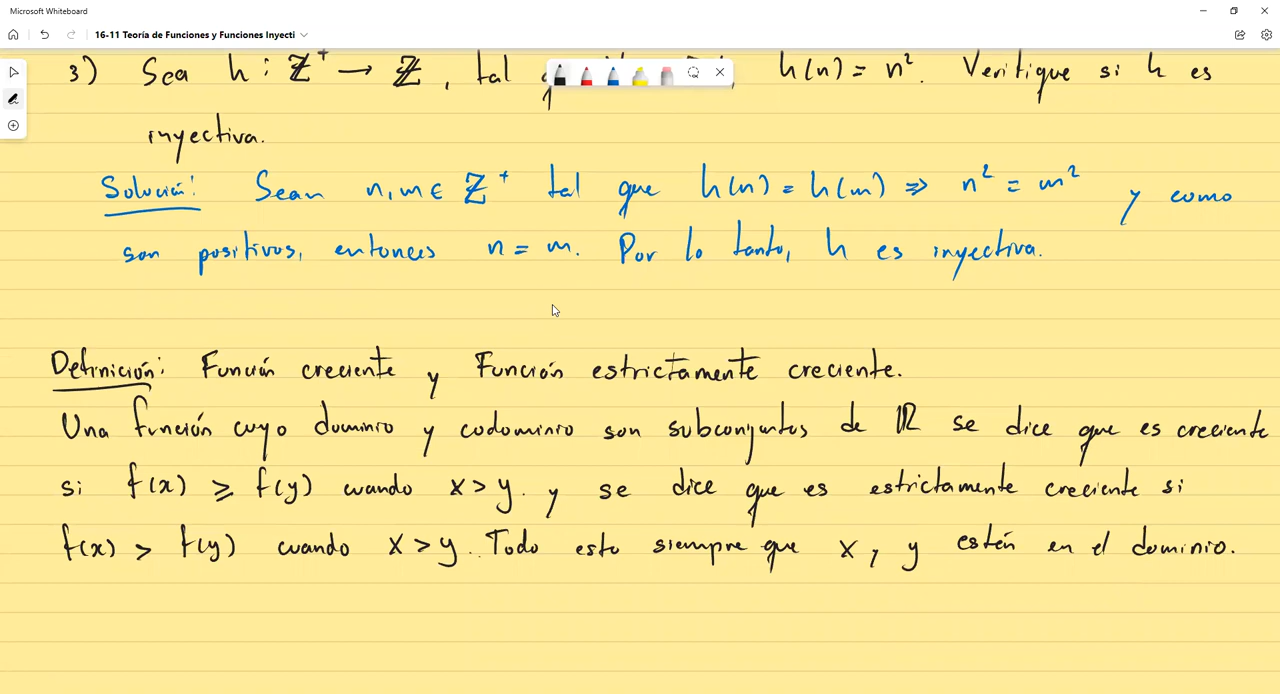 Microsoft Whiteboard
16-11 Teoría de Funciones y Funciones Inyecti
3) Sea h : ℤ⁺ → ℤ, tal h(n) = n². Verifique si h es
inyectiva.
Solución: Sean n, m ∈ ℤ⁺ tal que h(n) = h(m) ⇒ n² = m² y como
son positivos, entonces n = m. Por lo tanto, h es inyectiva.
Definición: Función creciente y Función estrictamente creciente.
Una función cuyo dominio y codominio son subconjuntos de ℝ se dice que es creciente
si f(x) ≥ f(y) cuando x > y. y se dice que es estrictamente creciente si
f(x) > f(y) cuando x > y. Todo esto siempre que x, y estén en el dominio.